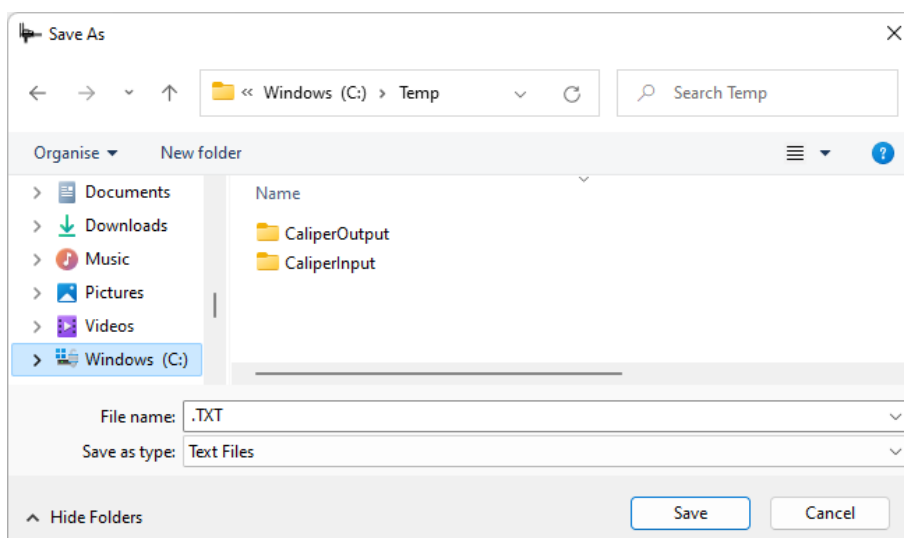 Save As
« Windows (C:) > Temp
Search Temp
Organise
New folder
?
Documents
Downloads
Music
Pictures
Videos
Windows (C:)
Name
CaliperOutput
CaliperInput
File name: .TXT
Save as type: Text Files
Hide Folders
Save
Cancel